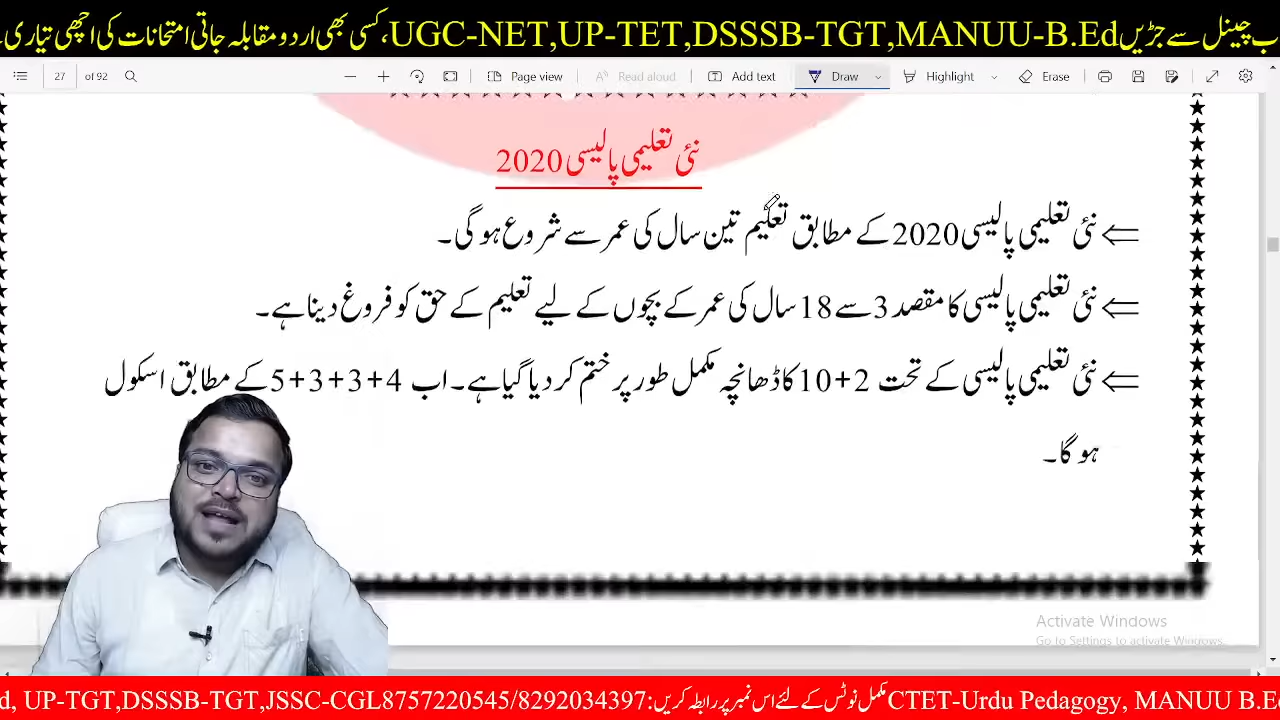 ب چینل سے جڑیں UGC-NET,UP-TET,DSSSB-TGT,MANUU-B.Ed، کسی بھی اردو مقابلہ جاتی امتحانات کی اچھی تیاری
27 of 92 Page view Read aloud Add text Draw Highlight Erase
نئی تعلیمی پالیسی 2020
⇐ نئی تعلیمی پالیسی 2020 کے مطابق تعلیم تین سال کی عمر سے شروع ہوگی۔
⇐ نئی تعلیمی پالیسی کا مقصد 3 سے 18 سال کی عمر کے بچوں کے لیے تعلیم کے حق کو فروغ دینا ہے۔
⇐ نئی تعلیمی پالیسی کے تحت 2+10 کا ڈھانچہ مکمل طور پر ختم کر دیا گیا ہے۔ اب 4+3+3+5 کے مطابق اسکول
ہو گا۔
Activate Windows
Go to Settings to activate Windows.
d, UP-TGT,DSSSB-TGT,JSSC-CGL 8757220545/8292034397 :مکمل نوٹس کے لئے اس نمبر پر رابطہ کریں CTET-Urdu Pedagogy, MANUU B.E